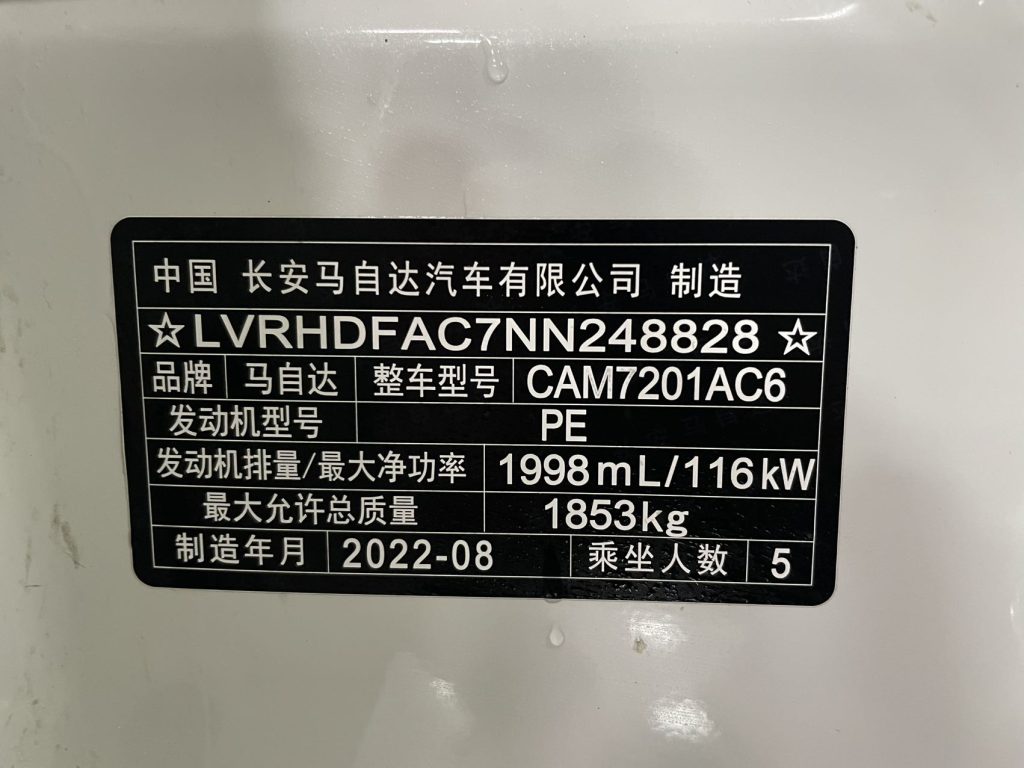 中国 长安马自达汽车有限公司 制造
☆LVRHDFAC7NN248828☆
品牌 马自达 整车型号 CAM7201AC6
发动机型号 PE
发动机排量/最大净功率 1998mL/116kW
最大允许总质量 1853kg
制造年月 2022-08 乘坐人数 5